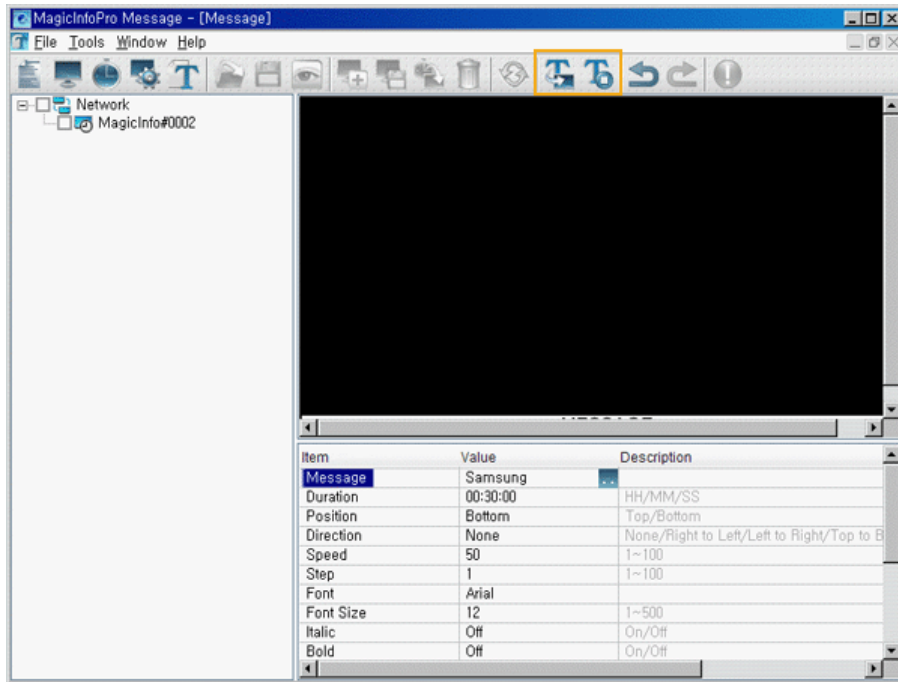 MagicInfoPro Message - [Message]
File Tools Window Help
Network
MagicInfo#0002
Item Value Description
Message Samsung
Duration 00:30:00 HH/MM/SS
Position Bottom Top/Bottom
Direction None None/Right to Left/Left to Right/Top to B
Speed 50 1~100
Step 1 1~100
Font Arial
Font Size 12 1~500
Italic Off On/Off
Bold Off On/Off